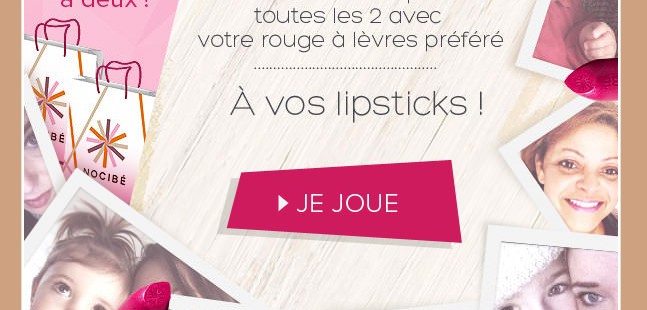 à deux !
toutes les 2 avec
votre rouge à lèvres préféré
À vos lipsticks !
NOCIBÉ
NOCIBÉ
JE JOUE